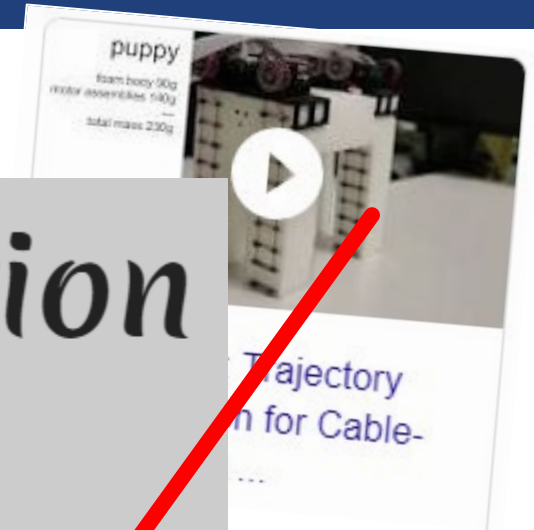 puppy
foam body 90g
motor assemblies 140g
total mass 230g
ion
Trajectory
n for Cable-
...